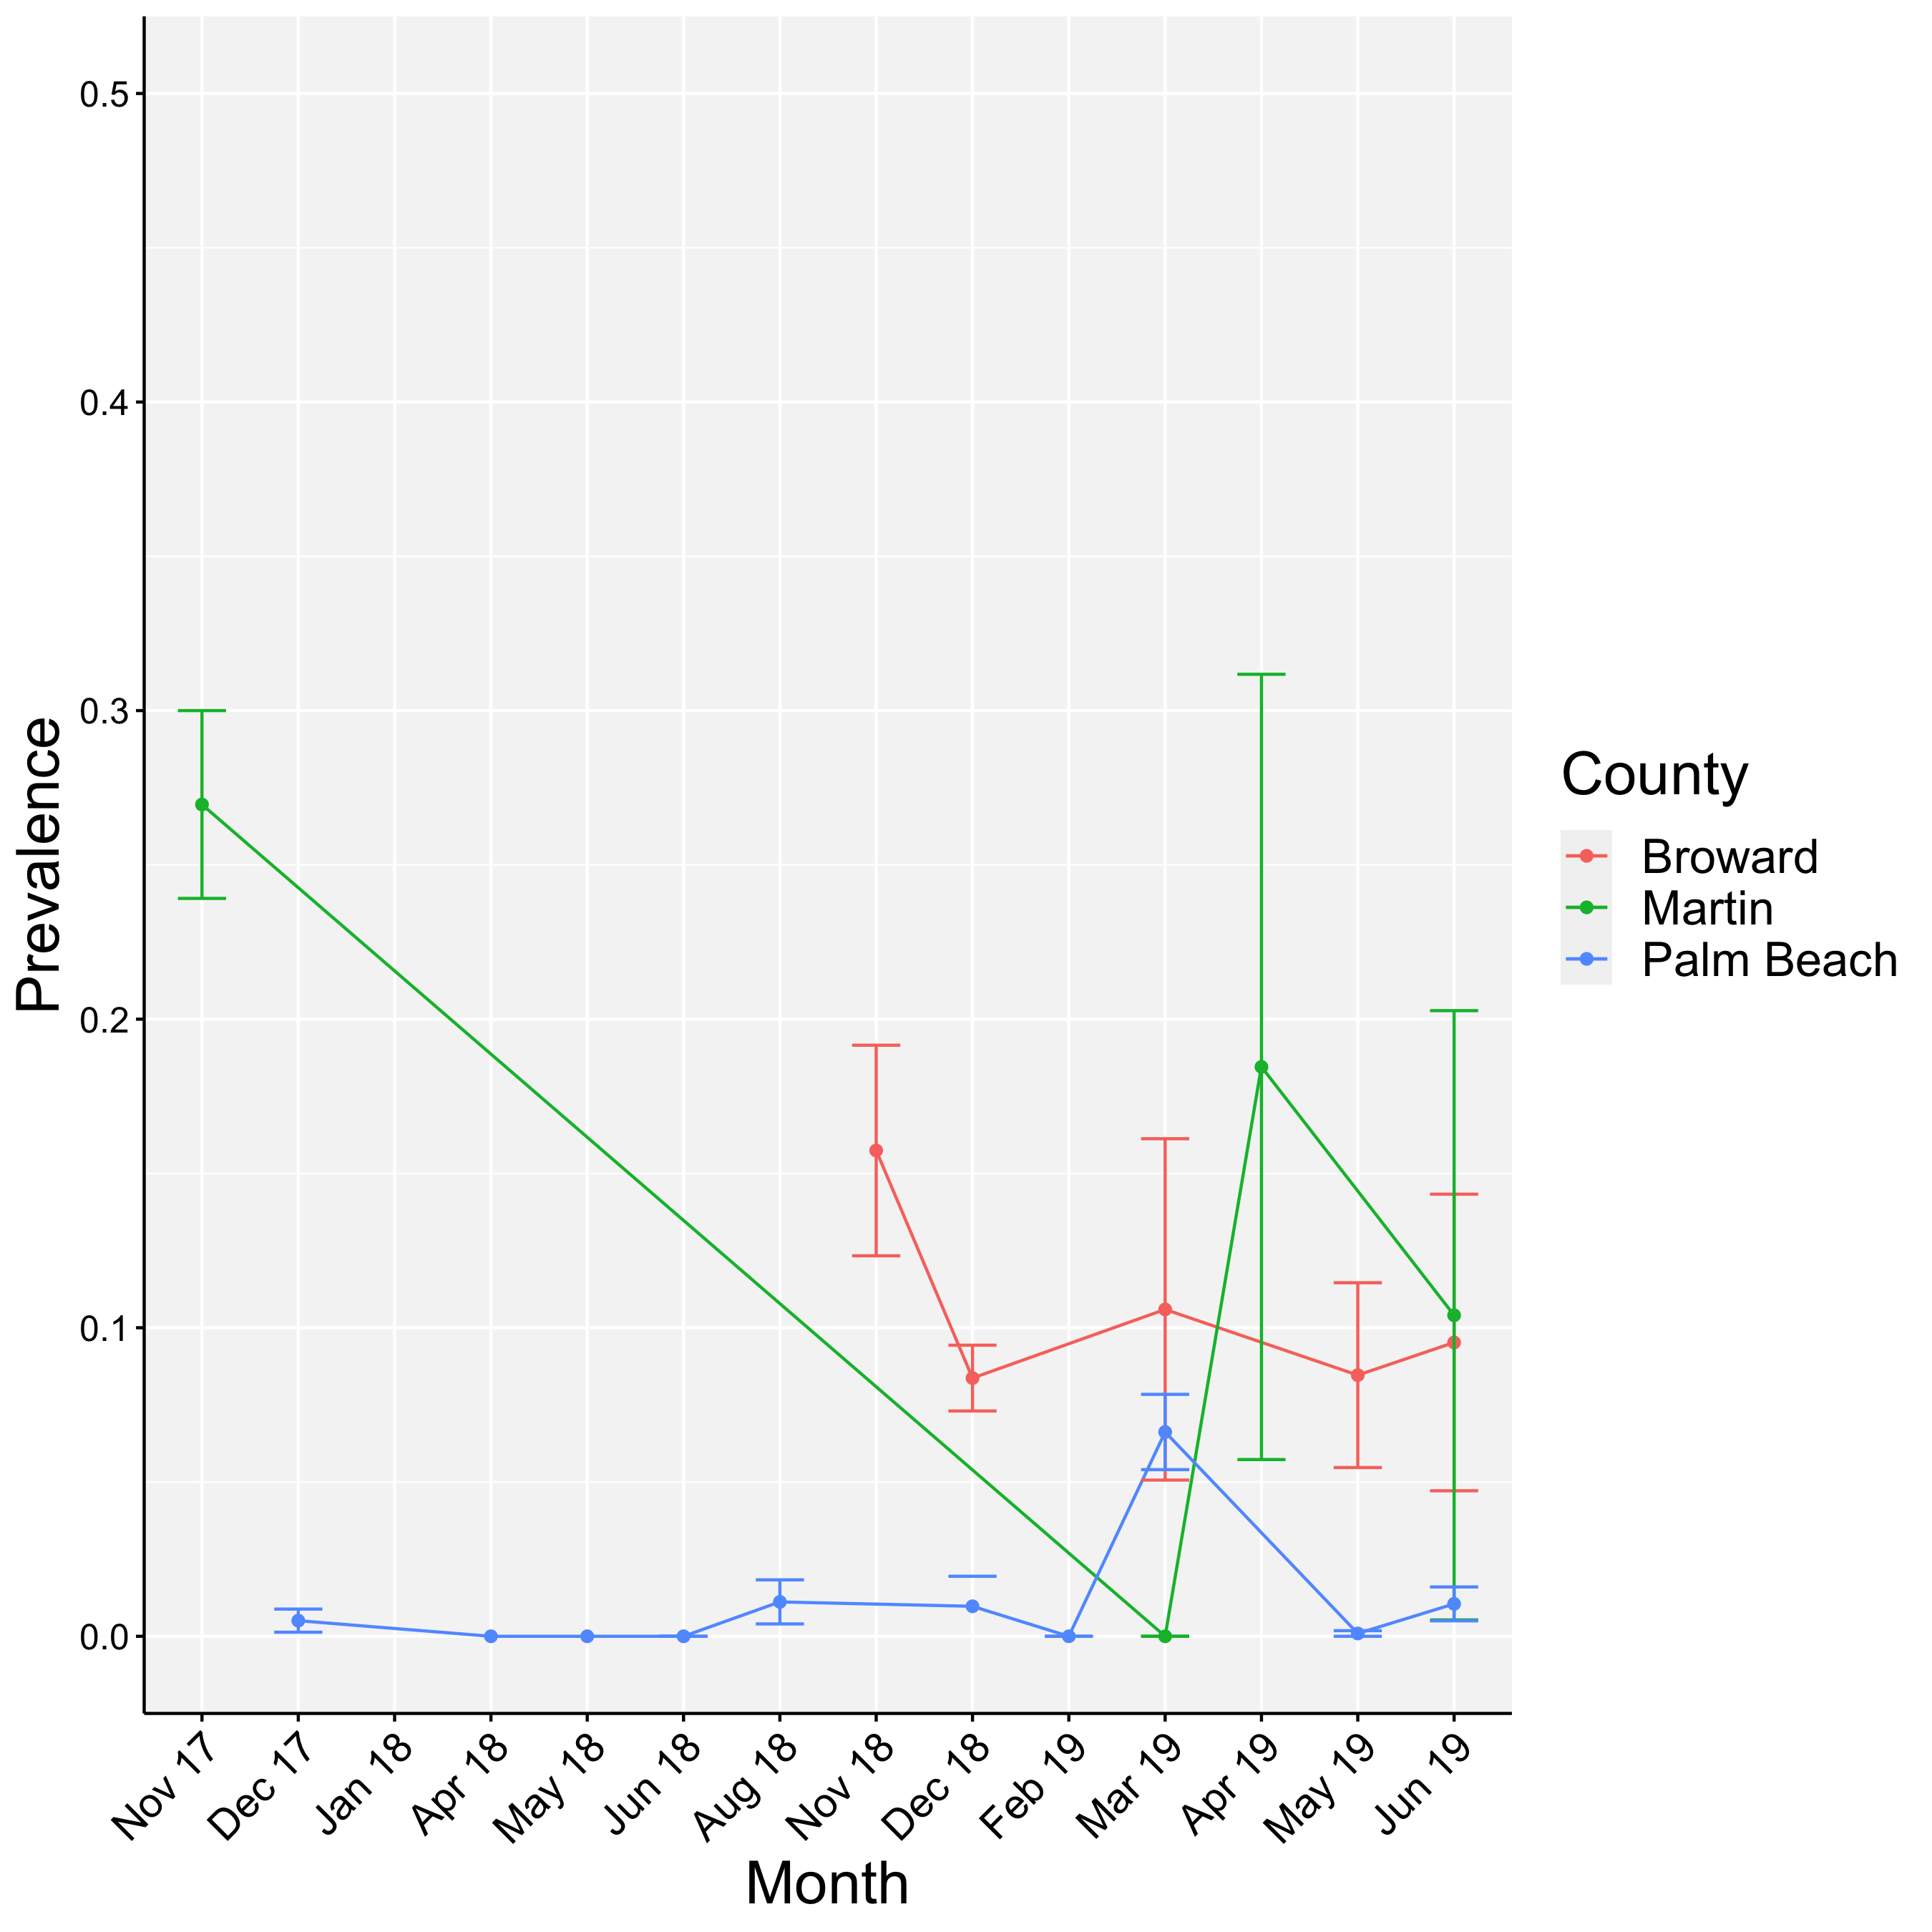 Prevalence
0.5
0.4
0.3
0.2
0.1
0.0
Nov 17
Dec 17
Jan 18
Apr 18
May 18
Jun 18
Aug 18
Nov 18
Dec 18
Feb 19
Mar 19
Apr 19
May 19
Jun 19
Month
County
Broward
Martin
Palm Beach